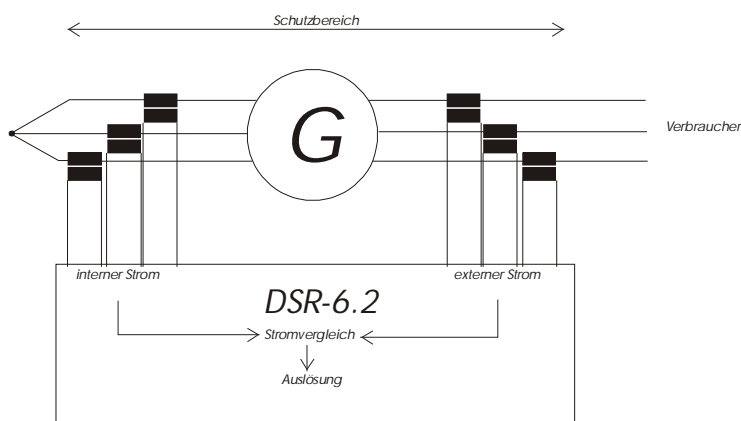 Schutzbereich
G
Verbraucher
interner Strom
externer Strom
DSR-6.2
Stromvergleich
Auslösung